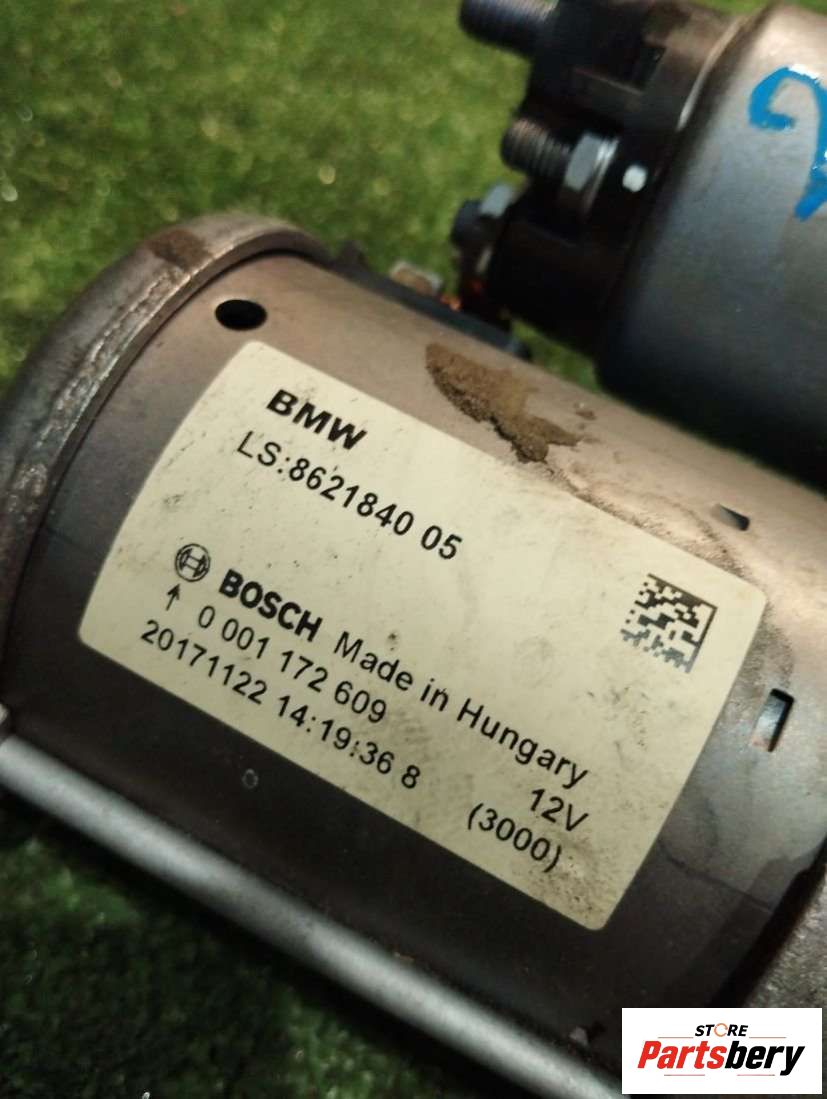 BMW
LS:8621840 05
BOSCH Made in Hungary
0 001 172 609 12V
20171122 14:19:36 8 (3000)
STORE
Partsbery